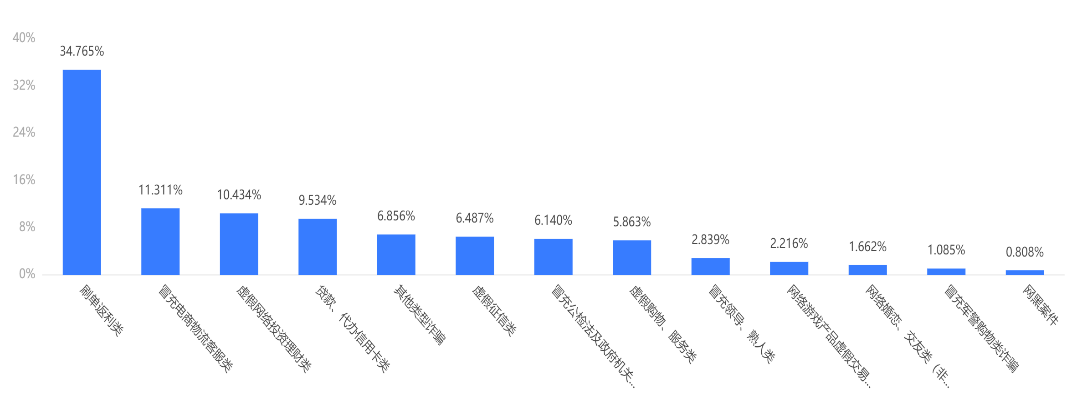 40%
32%
24%
16%
8%
0%
34.765%
11.311%
10.434%
9.534%
6.856%
6.487%
6.140%
5.863%
2.839%
2.216%
1.662%
1.085%
0.808%
刷单返利类
冒充电商物流客服类
虚假网络投资理财类
贷款、代办信用卡类
其他类型诈骗
虚假征信类
冒充公检法及政府机关...
虚假购物、服务类
冒充领导、熟人类
网络游戏产品虚假交易...
网络婚恋、交友类（非...
冒充军警购物类诈骗
网黑案件